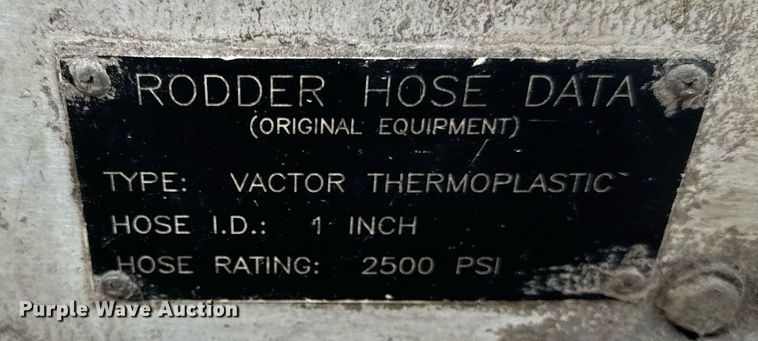 RODDER HOSE DATA
(ORIGINAL EQUIPMENT)
TYPE: VACTOR THERMOPLASTIC
HOSE I.D.: 1 INCH
HOSE RATING: 2500 PSI
Purple Wave Auction